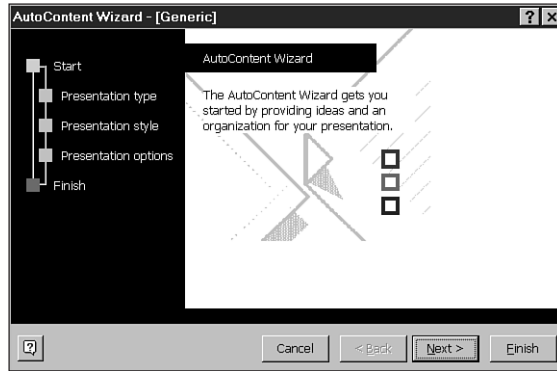 AutoContent Wizard - [Generic]
Start
Presentation type
Presentation style
Presentation options
Finish
AutoContent Wizard
The AutoContent Wizard gets you
started by providing ideas and an
organization for your presentation.
Cancel
< Back
Next >
Finish